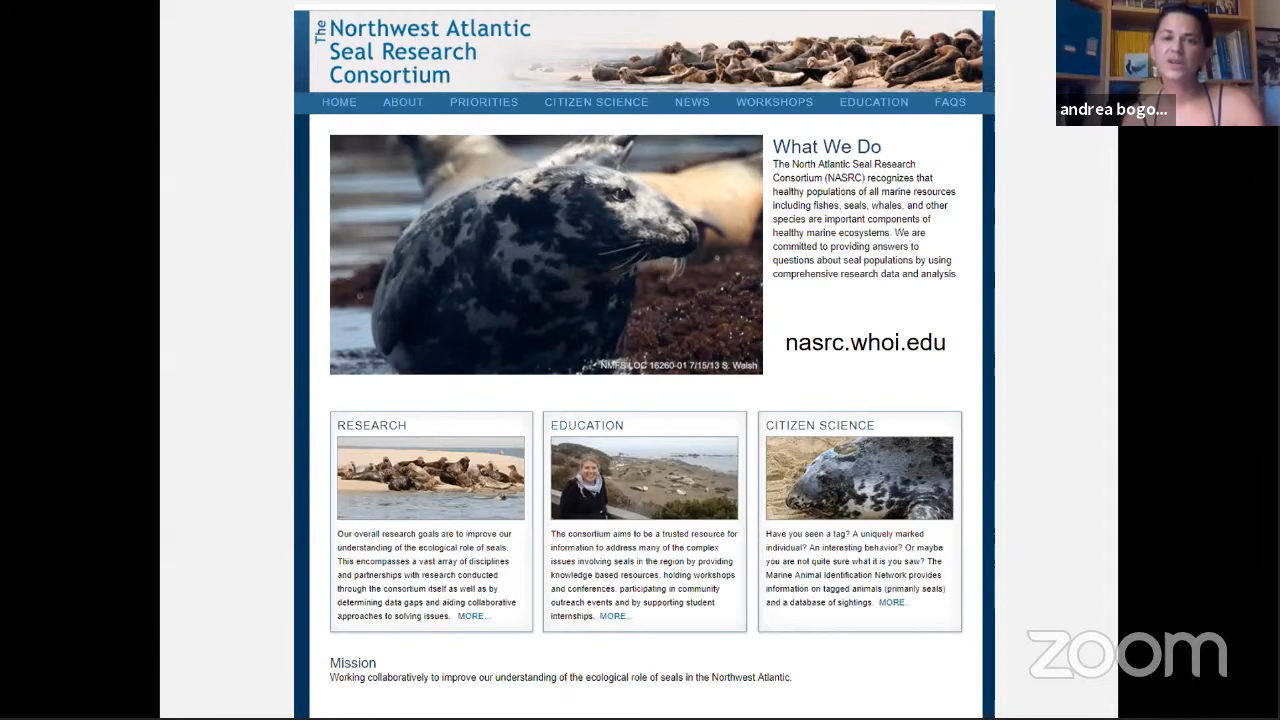 The Northwest Atlantic
Seal Research
Consortium
HOME ABOUT PRIORITIES CITIZEN SCIENCE NEWS WORKSHOPS EDUCATION FAQS
NMFS LOC 16260-01 7/15/13 S. Walsh
What We Do
The North Atlantic Seal Research
Consortium (NASRC) recognizes that
healthy populations of all marine resources
including fishes, seals, whales, and other
species are important components of
healthy marine ecosystems. We are
committed to providing answers to
questions about seal populations by using
comprehensive research data and analysis.
nasrc.whoi.edu
RESEARCH
Our overall research goals are to improve our
understanding of the ecological role of seals.
This encompasses a vast array of disciplines
and partnerships with research conducted
through the consortium itself as well as by
determining data gaps and aiding collaborative
approaches to solving issues. MORE...
EDUCATION
The consortium aims to be a trusted resource for
information to address many of the complex
issues involving seals in the region by providing
knowledge based resources, holding workshops
and conferences, participating in community
outreach events and by supporting student
internships. MORE...
CITIZEN SCIENCE
Have you seen a tag? A uniquely marked
individual? An interesting behavior? Or maybe
you are not quite sure what it is you saw? The
Marine Animal Identification Network provides
information on tagged animals (primarily seals)
and a database of sightings. MORE...
Mission
Working collaboratively to improve our understanding of the ecological role of seals in the Northwest Atlantic.
andrea bogo...
zoom